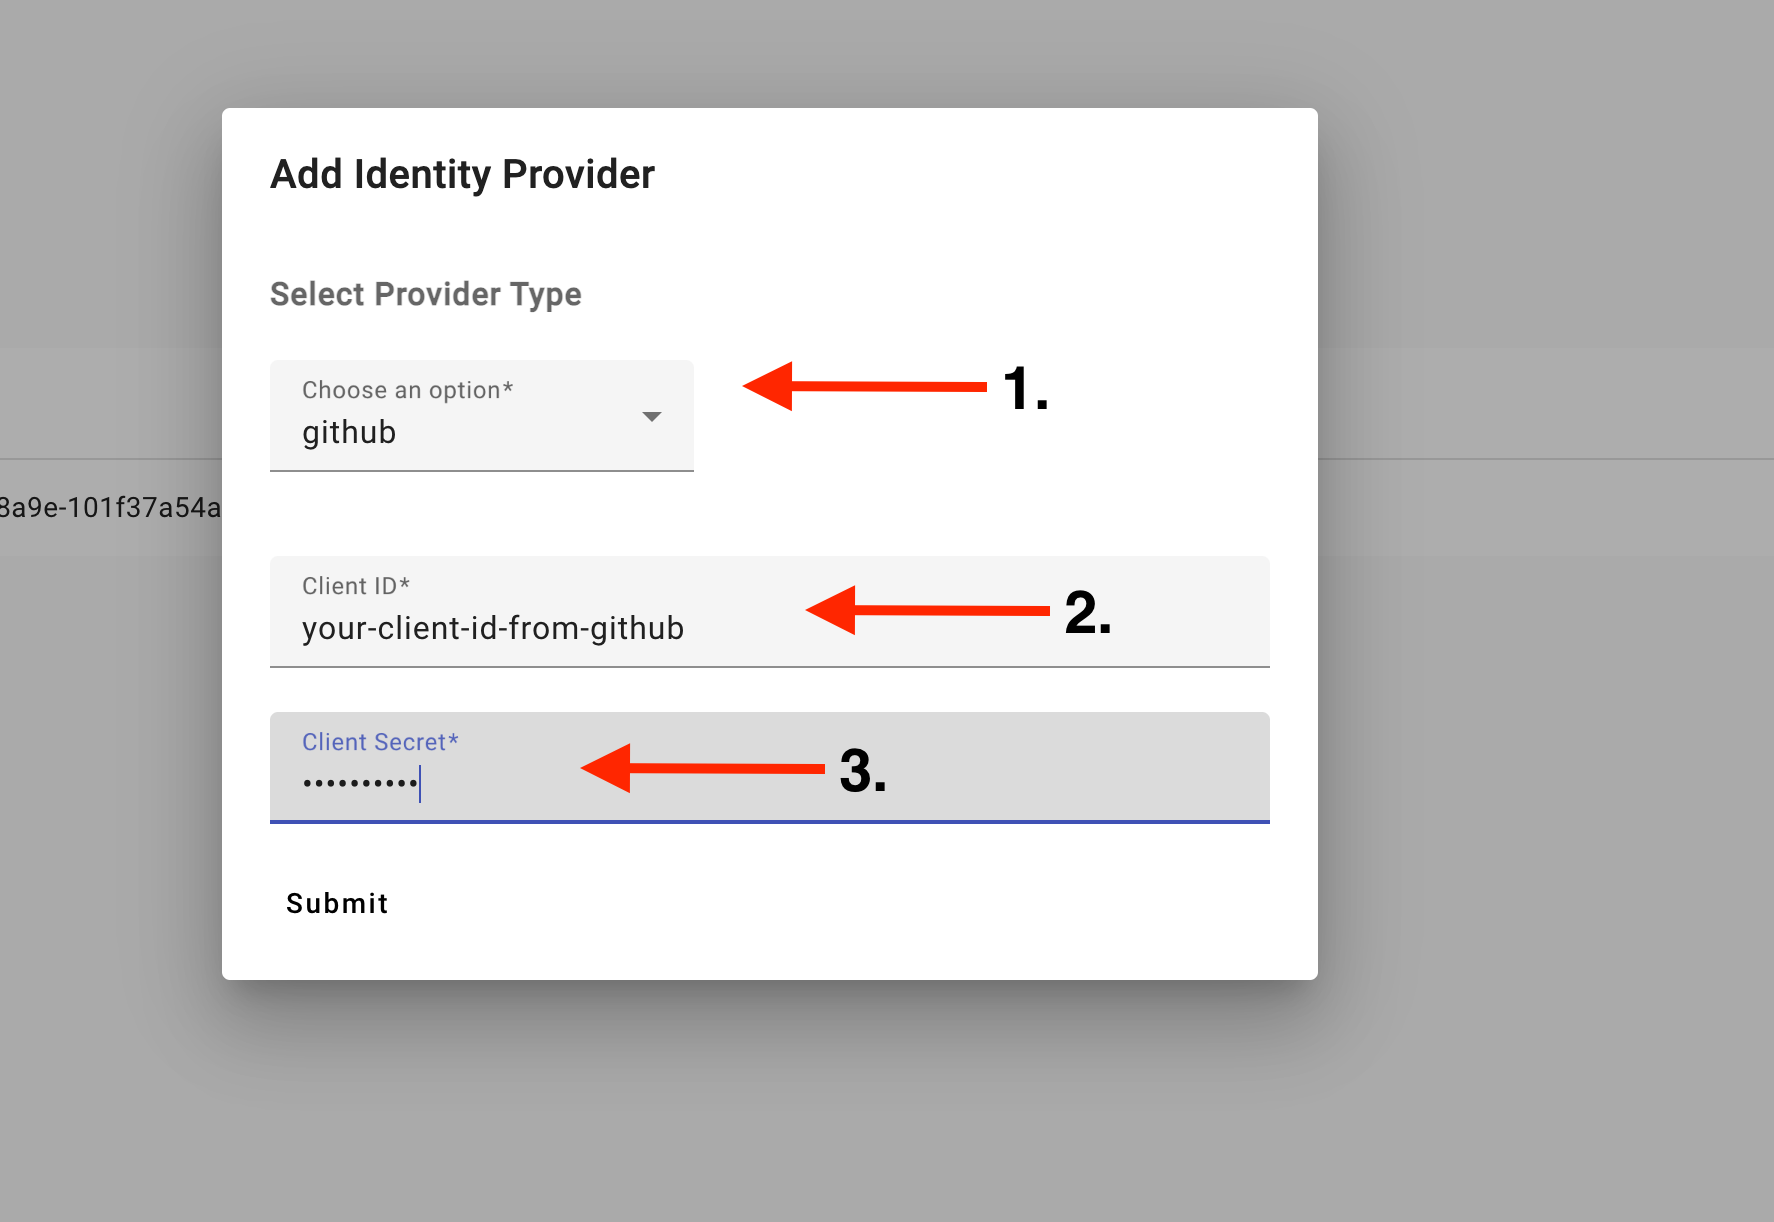 Add Identity Provider
Select Provider Type
Choose an option*
github
1.
8a9e-101f37a54a
Client ID*
your-client-id-from-github
2.
Client Secret*
••••••••••
3.
Submit